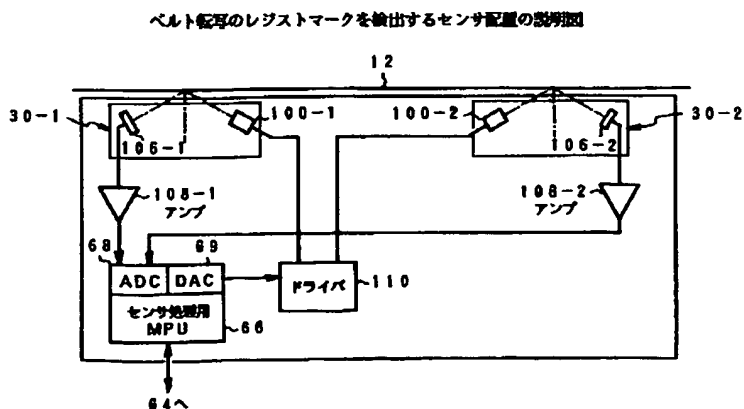 ベルト転写のレジストマークを検出するセンサ配置の説明図
12
30-1
100-1
100-2
30-2
106-1
106-2
108-1
アンプ
108-2
アンプ
68
69
ADC
DAC
ドライバ
110
センサ処理用
MPU
66
64へ